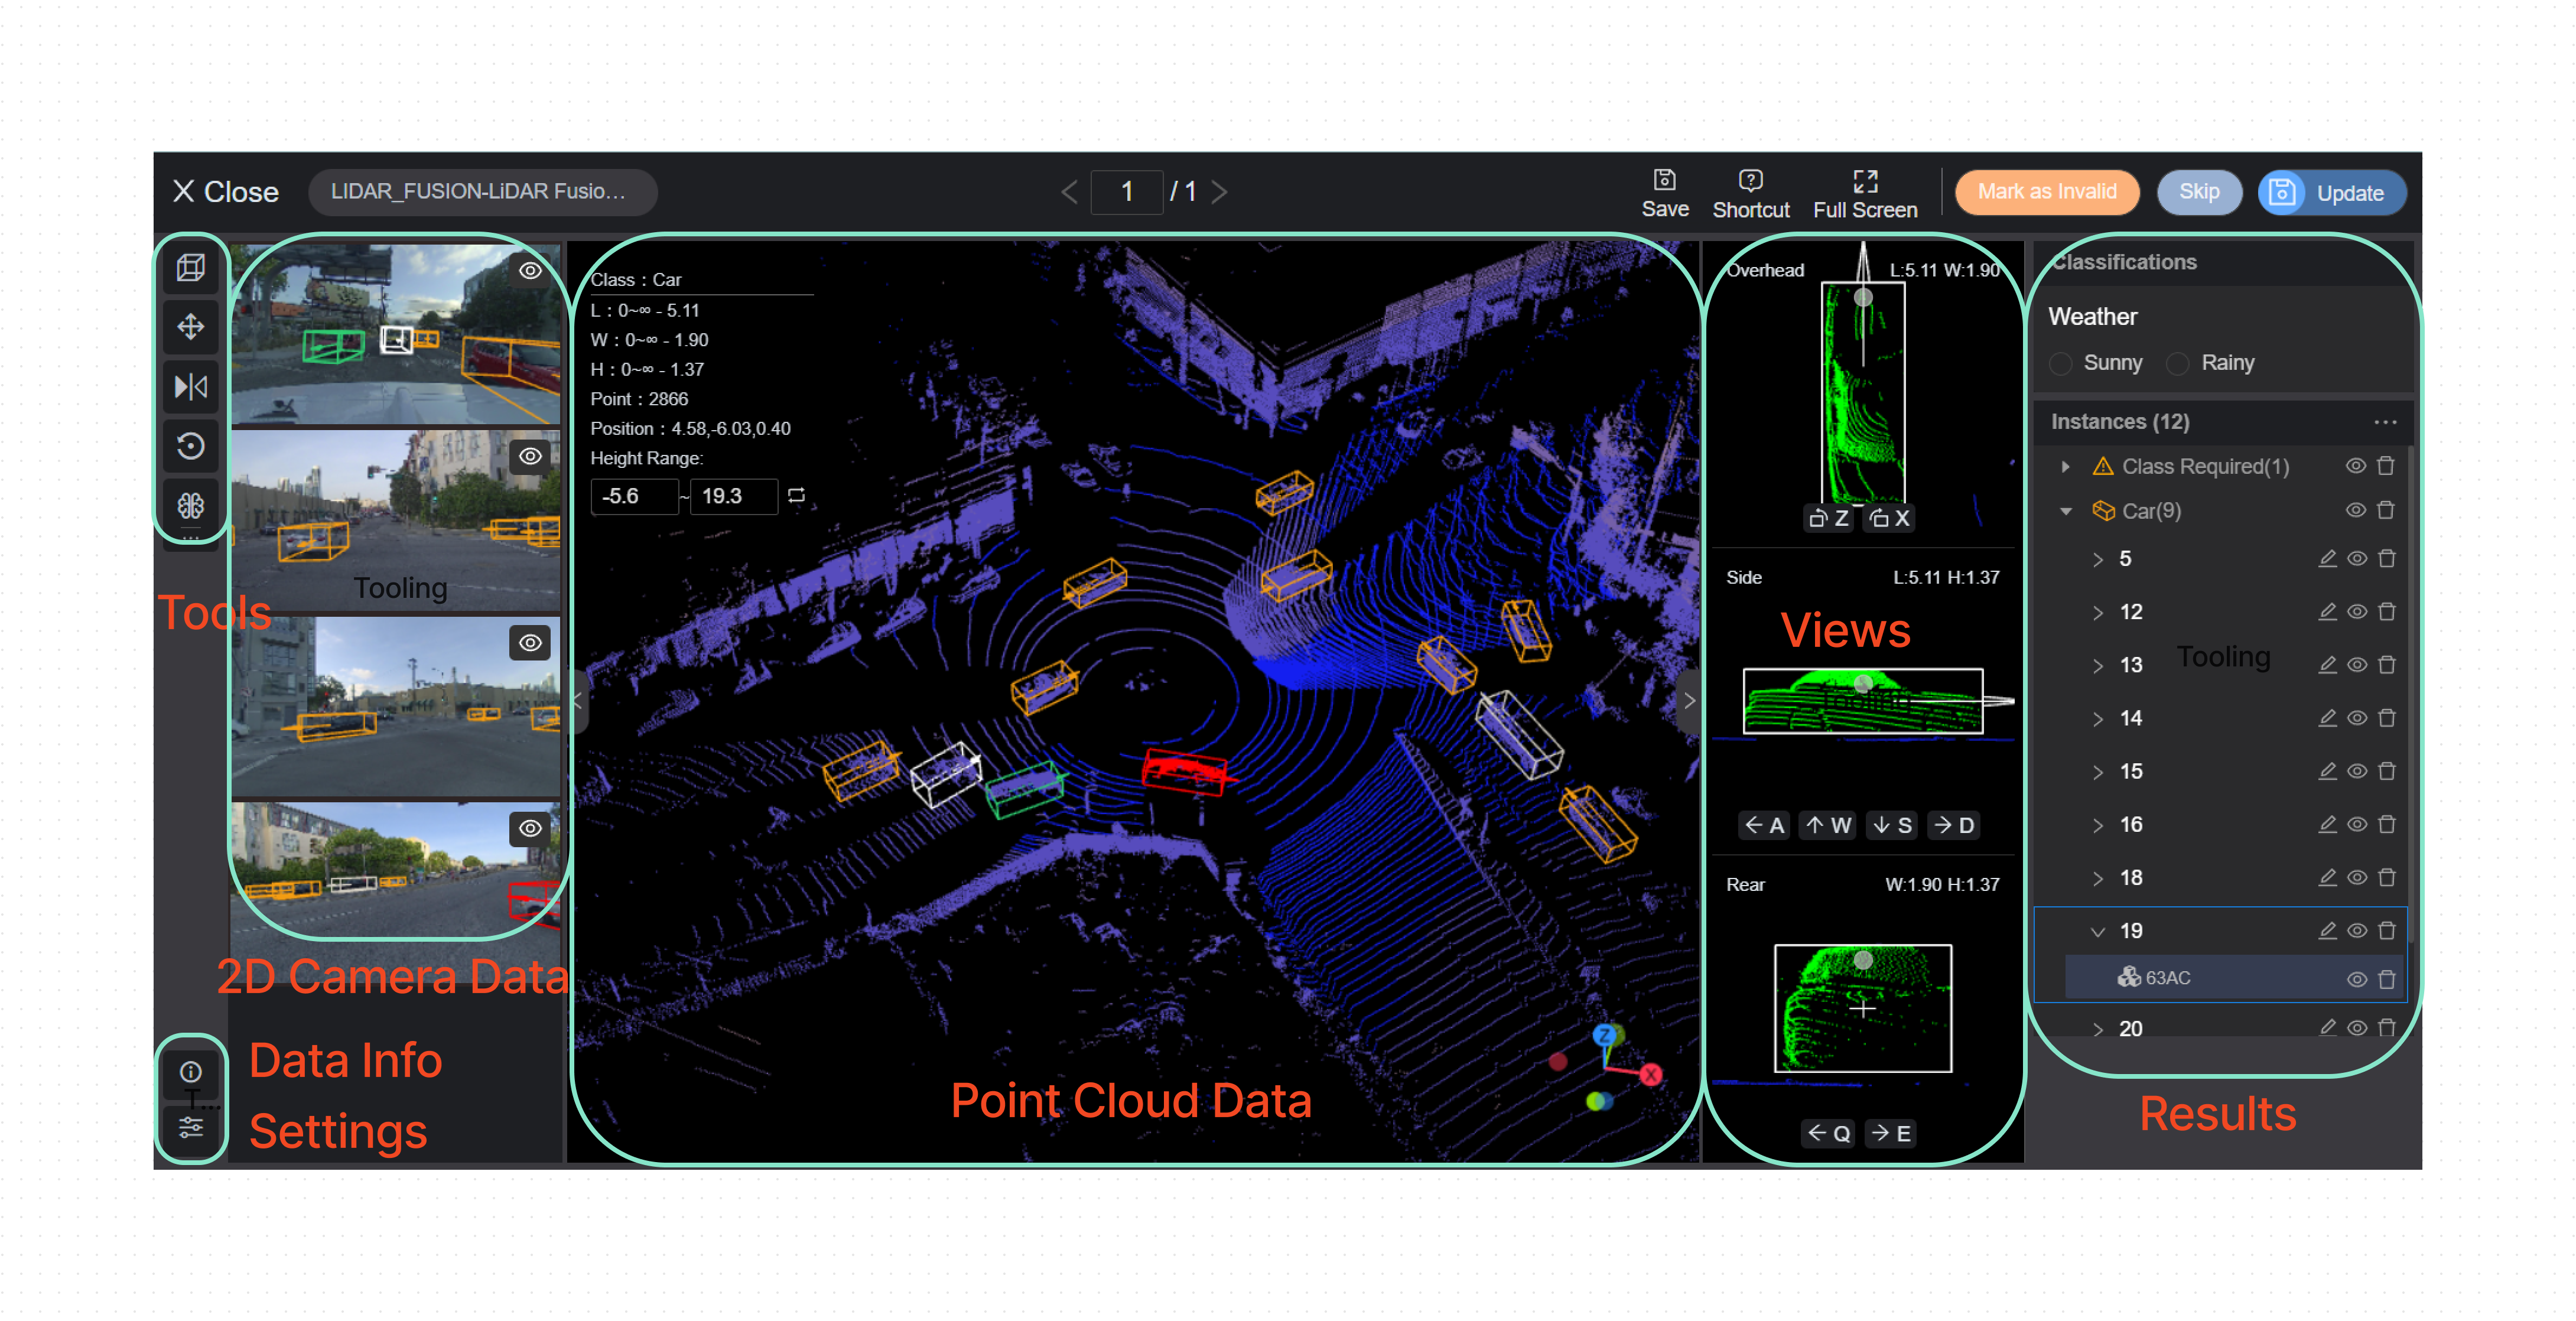 X Close
LIDAR_FUSION-LiDAR Fusio...
1 / 1
Save
Shortcut
Full Screen
Mark as Invalid
Skip
Update
Tooling
Tools
2D Camera Data
Data Info
T...
Settings
Class : Car
L : 0~∞ - 5.11
W : 0~∞ - 1.90
H : 0~∞ - 1.37
Point : 2866
Position : 4.58,-6.03,0.40
Height Range:
-5.6 ~ 19.3
Z
X
Point Cloud Data
Overhead L:5.11 W:1.90
Z X
Side L:5.11 H:1.37
Views
← A ↑ W ↓ S → D
Rear W:1.90 H:1.37
← Q → E
Classifications
Weather
Sunny Rainy
Instances (12) ...
Class Required(1)
Car(9)
5
12
Tooling
13
14
15
16
18
19
63AC
20
Results